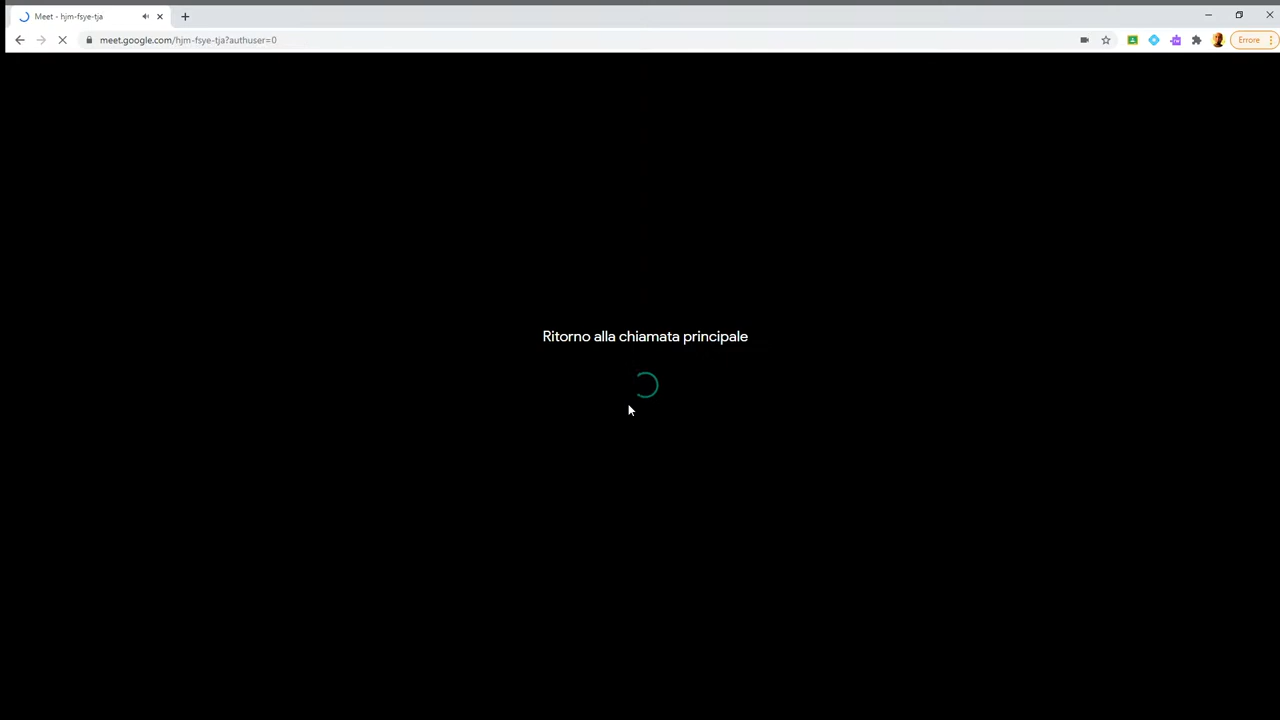 Meet - hjm-fsye-tja
meet.google.com/hjm-fsye-tja?authuser=0
Errore
Ritorno alla chiamata principale